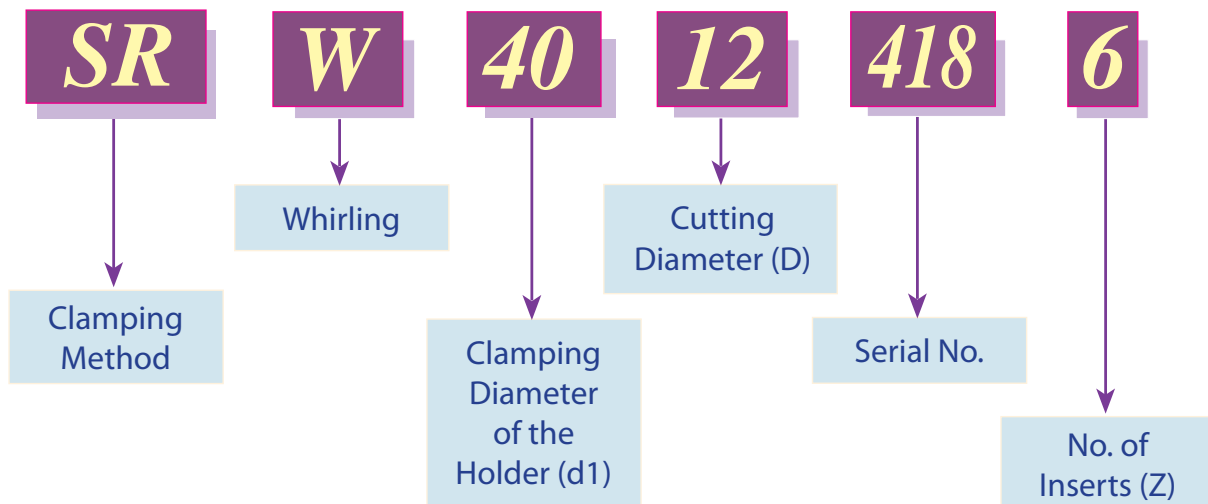 SR W 40 12 418 6
Whirling
Cutting
Diameter (D)
Clamping
Method
Clamping
Diameter
of the
Holder (d1)
Serial No.
No. of
Inserts (Z)